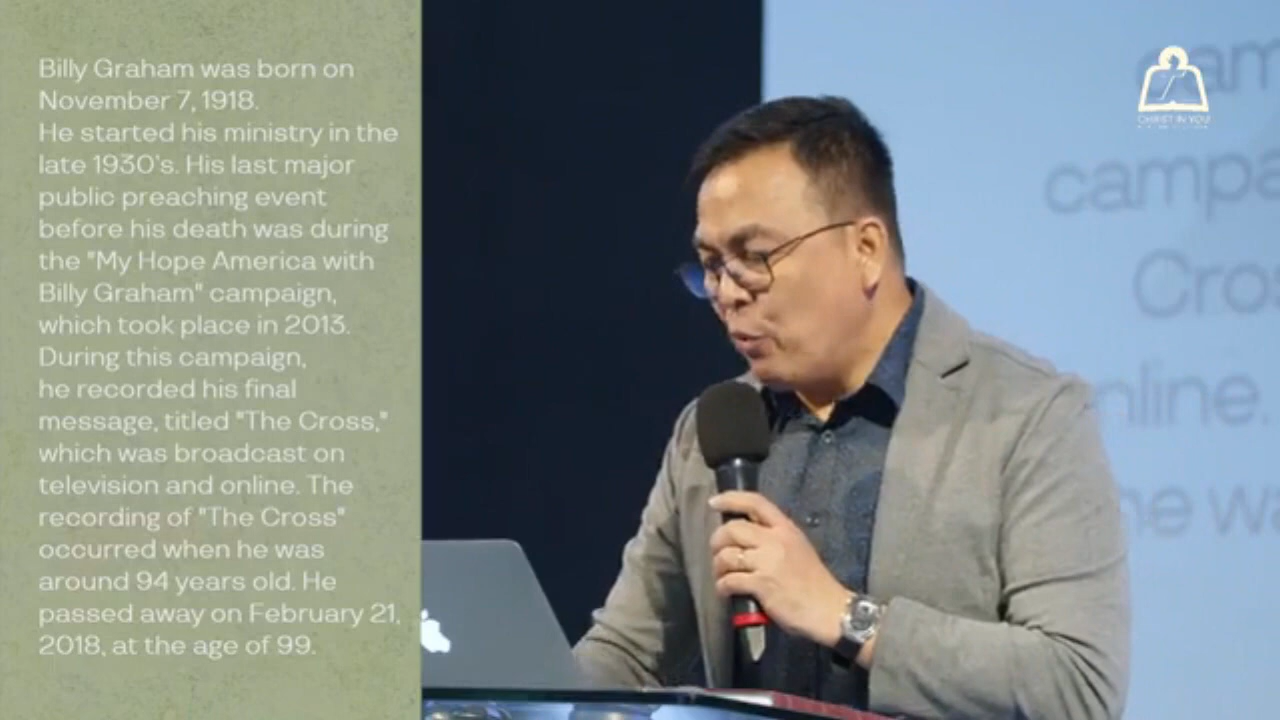 Billy Graham was born on
November 7, 1918.
He started his ministry in the
late 1930's. His last major
public preaching event
before his death was during
the "My Hope America with
Billy Graham" campaign,
which took place in 2013.
During this campaign,
he recorded his final
message, titled "The Cross,"
which was broadcast on
television and online. The
recording of "The Cross"
occurred when he was
around 94 years old. He
passed away on February 21,
2018, at the age of 99.
CHRIST IN YOU